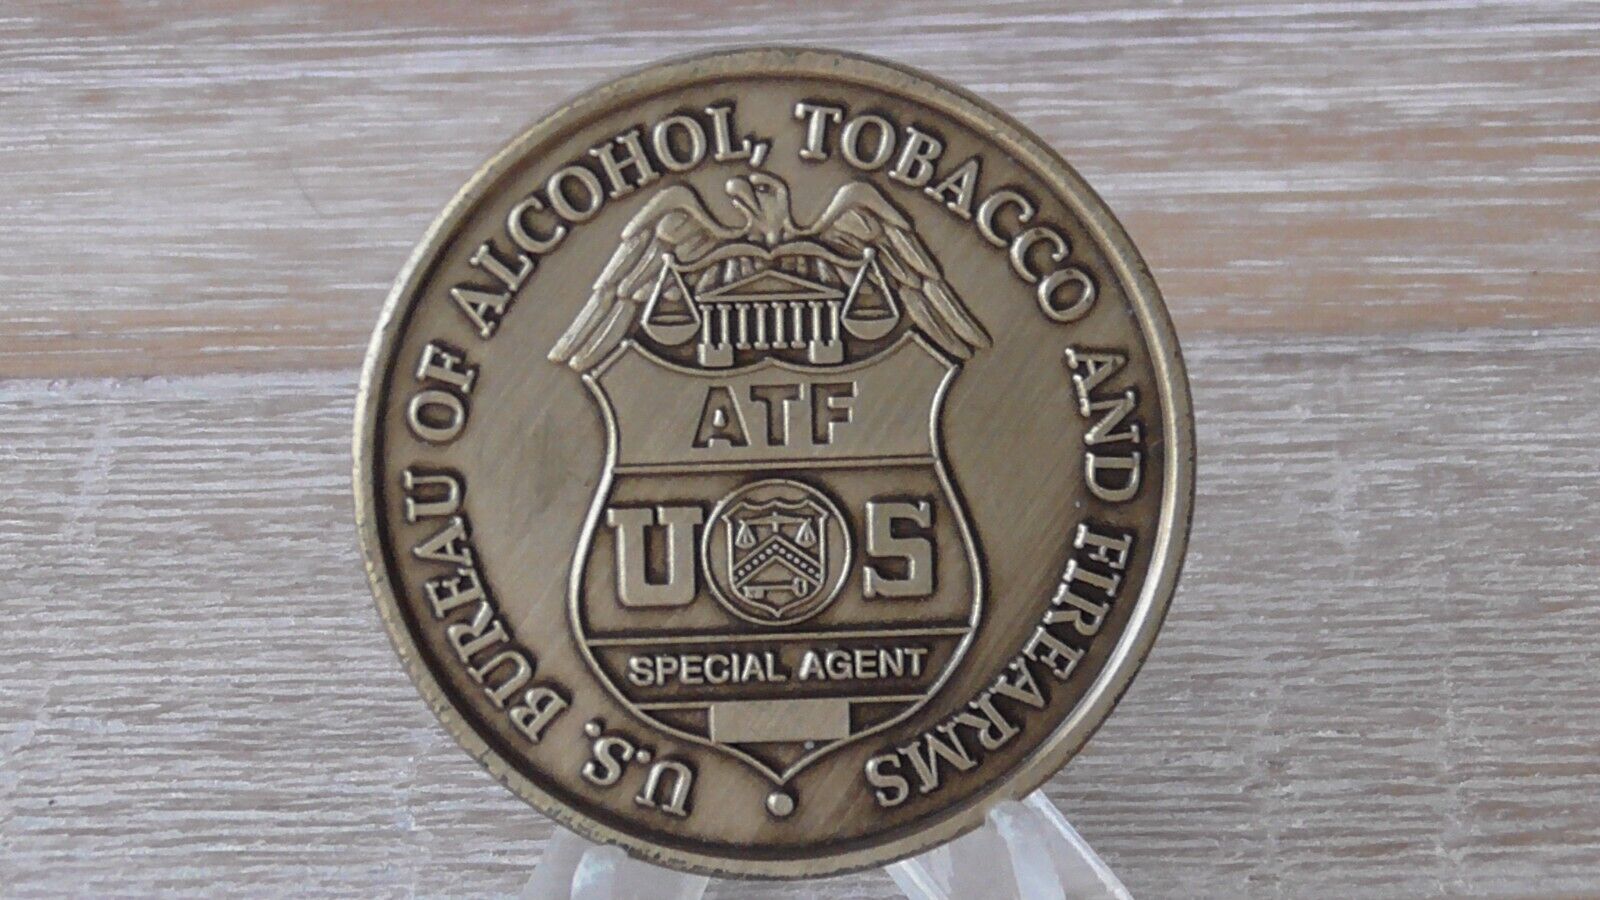 U.S. BUREAU OF ALCOHOL, TOBACCO AND FIREARMS
ATF
U S
SPECIAL AGENT